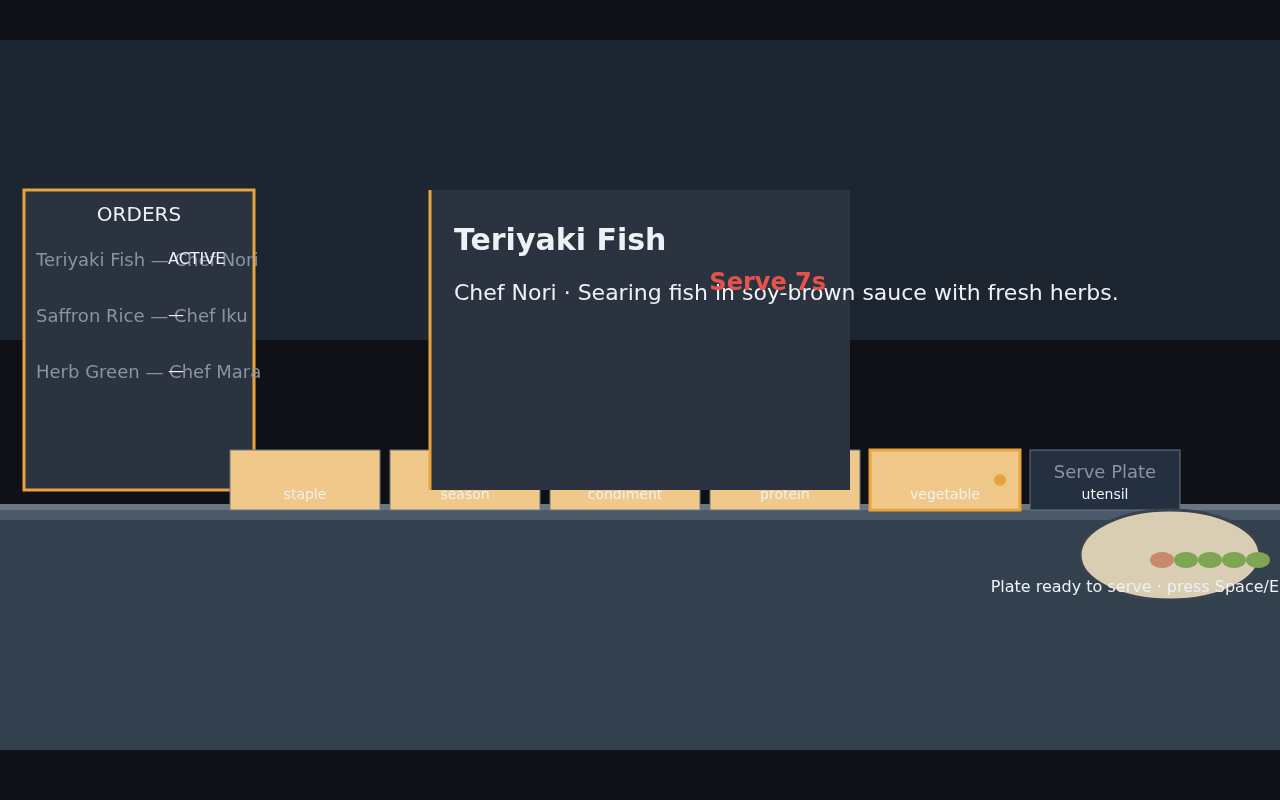 ORDERS
Teriyaki Fish — Chef Nori
ACTIVE
Saffron Rice — Chef Iku
—
Herb Green — Chef Mara
—
Teriyaki Fish
Serve 7s
Chef Nori · Searing fish in soy-brown sauce with fresh herbs.
staple
season
condiment
protein
vegetable
Serve Plate
utensil
Plate ready to serve · press Space/E